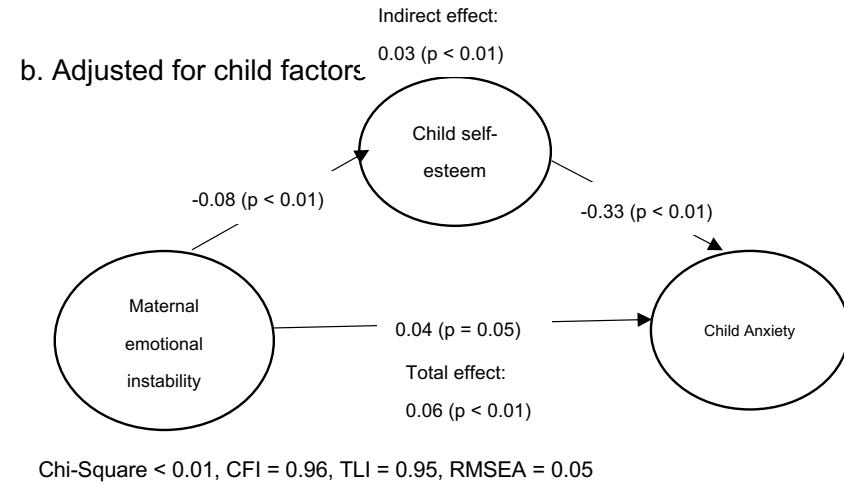 Indirect effect:
0.03 (p < 0.01)
b. Adjusted for child factors
Child self-
esteem
-0.08 (p < 0.01)
-0.33 (p < 0.01)
Maternal
emotional
instability
0.04 (p = 0.05)
Child Anxiety
Total effect:
0.06 (p < 0.01)
Chi-Square < 0.01, CFI = 0.96, TLI = 0.95, RMSEA = 0.05